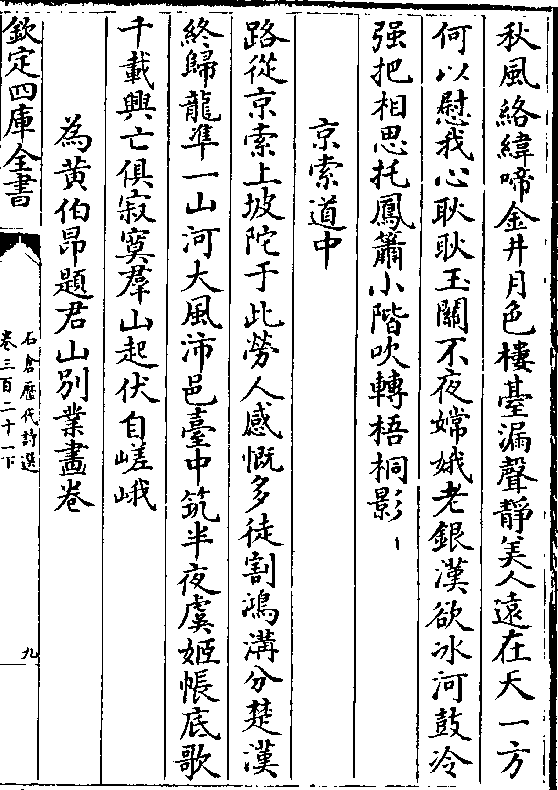 秋風絡緯啼金井月色樓臺漏聲靜美人遠在天一方
何以慰我心耿耿玉關不夜嫦娥老銀漢欲冰河鼓冷
强把相思托鳳簫小階吹轉梧桐影
京索道中
路從京索上坡陀于此勞人感慨多徒割鴻溝分楚漢
終歸龍凖一山河大風沛邑臺中筑半夜虞姬帳底歌
千載興亡俱寂寞羣山起伏自嵯峨
為黄伯昂題君山別業畫卷
欽定四庫全書
石倉歷代詩選
卷三百二十一下
九